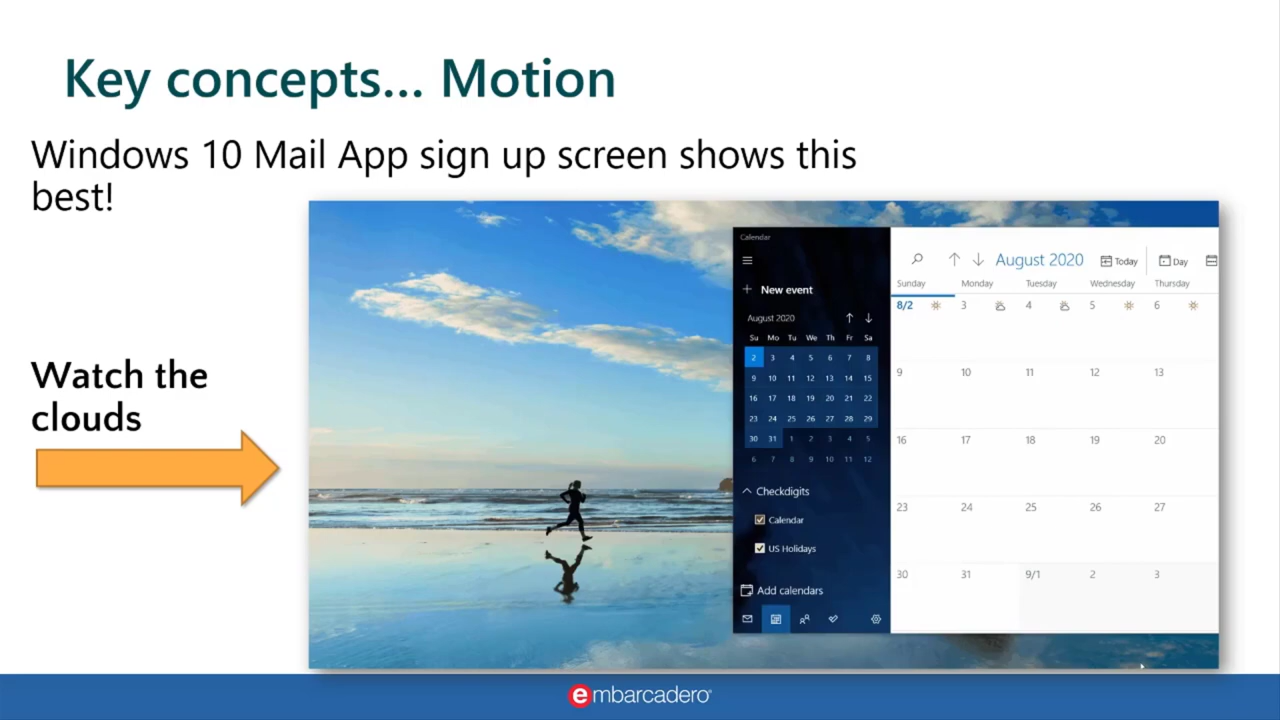 Key concepts... Motion
Windows 10 Mail App sign up screen shows this
best!
Watch the
clouds
Calendar
New event
August 2020
Su Mo Tu We Th Fr Sa
2 3 4 5 6 7 8
9 10 11 12 13 14 15
16 17 18 19 20 21 22
23 24 25 26 27 28 29
30 31 1 2 3 4 5
6 7 8 9 10 11 12
Checkdigits
Calendar
US Holidays
Add calendars
August 2020 Today Day
Sunday Monday Tuesday Wednesday Thursday
8/2 3 4 5 6
9 10 11 12 13
16 17 18 19 20
23 24 25 26 27
30 31 9/1 2 3
embarcadero